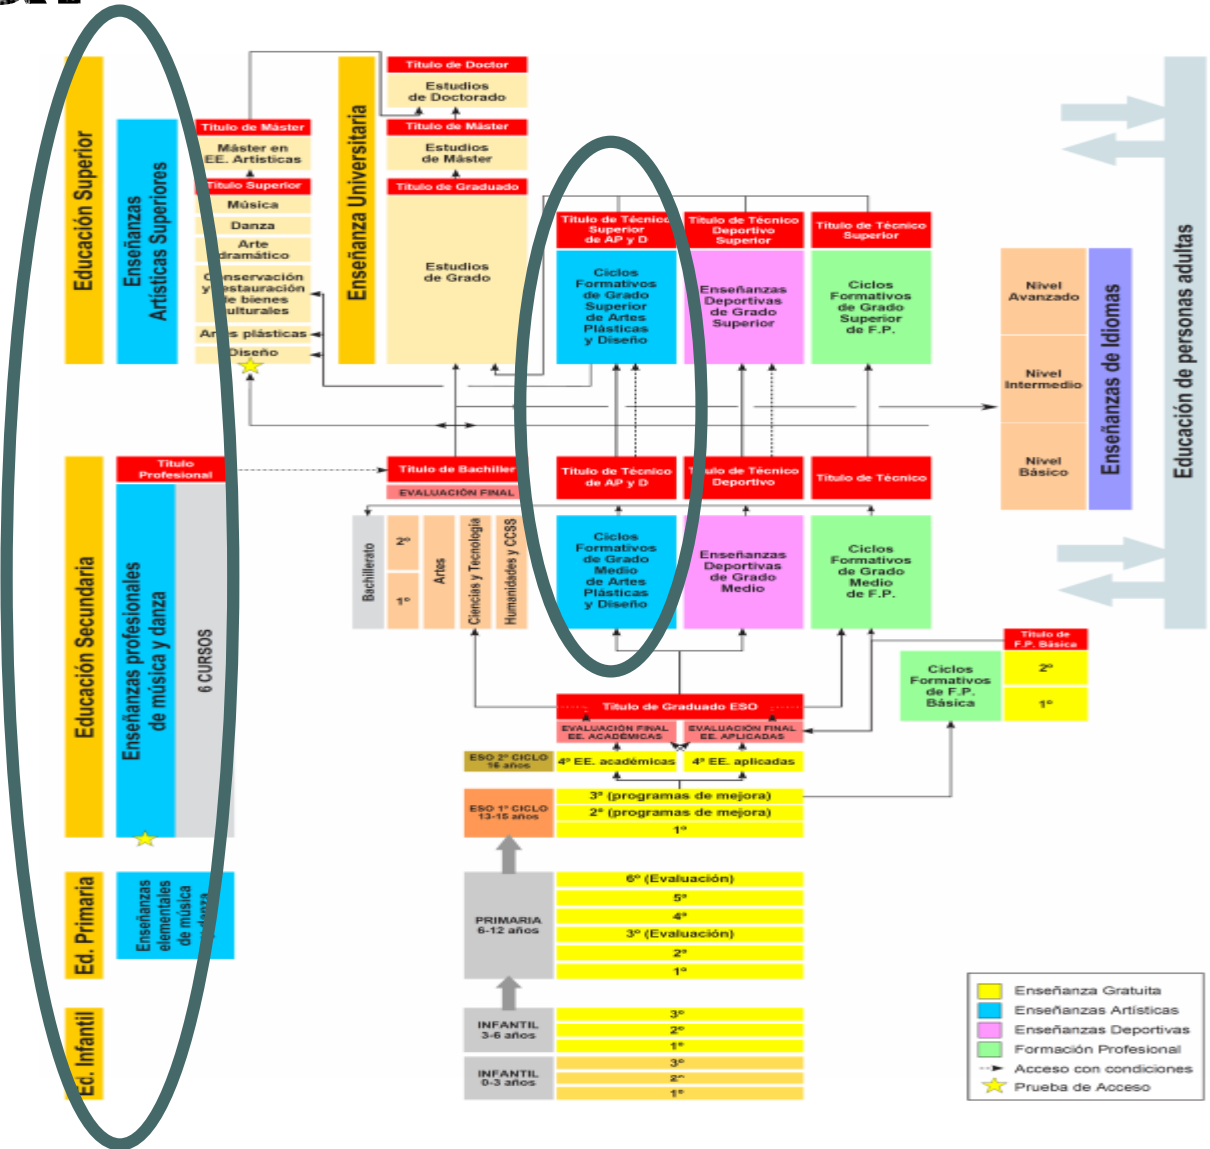 Educación Superior
Enseñanzas
Artísticas Superiores
Título de Máster
Máster en
EE. Artísticas
Título Superior
Música
Danza
Arte
dramático
Conservación
y restauración
de bienes
culturales
Artes plásticas
Diseño
Enseñanza Universitaria
Título de Doctor
Estudios
de Doctorado
Título de Máster
Estudios
de Máster
Título de Graduado
Estudios
de Grado
Título de Técnico
Superior
de AP y D
Ciclos
Formativos
de Grado
Superior
de Artes
Plásticas
y Diseño
Título de Técnico
Deportivo
Superior
Enseñanzas
Deportivas
de Grado
Superior
Título de Técnico
Superior
Ciclos
Formativos
de Grado
Superior
de F.P.
Nivel
Avanzado
Nivel
Intermedio
Nivel
Básico
Enseñanzas de Idiomas
Educación de personas adultas
Educación Secundaria
Título
Profesional
Enseñanzas profesionales
de música y danza
6 CURSOS
Título de Bachiller
EVALUACIÓN FINAL
Bachillerato
2º
1º
Artes
Ciencias y Tecnología
Humanidades y CCSS
Título de Técnico
de AP y D
Ciclos
Formativos
de Grado
Medio
de Artes
Plásticas
y Diseño
Título de Técnico
Deportivo
Enseñanzas
Deportivas
de Grado
Medio
Título de Técnico
Ciclos
Formativos
de Grado
Medio
de F.P.
Título de
F.P. Básica
Ciclos
Formativos
de F.P.
Básica
2º
1º
Título de Graduado ESO
EVALUACIÓN FINAL
EE. ACADÉMICAS
EVALUACIÓN FINAL
EE. APLICADAS
ESO 2º CICLO
16 años
4º EE. académicas
4º EE. aplicadas
ESO 1º CICLO
13-15 años
3º (programas de mejora)
2º (programas de mejora)
1º
Ed. Primaria
Enseñanzas
elementales
de música
danza
PRIMARIA
6-12 años
6º (Evaluación)
5º
4º
3º (Evaluación)
2º
1º
Ed. Infantil
INFANTIL
3-6 años
3º
2º
1º
INFANTIL
0-3 años
3º
2º
1º
Enseñanza Gratuita
Enseñanzas Artísticas
Enseñanzas Deportivas
Formación Profesional
Acceso con condiciones
Prueba de Acceso